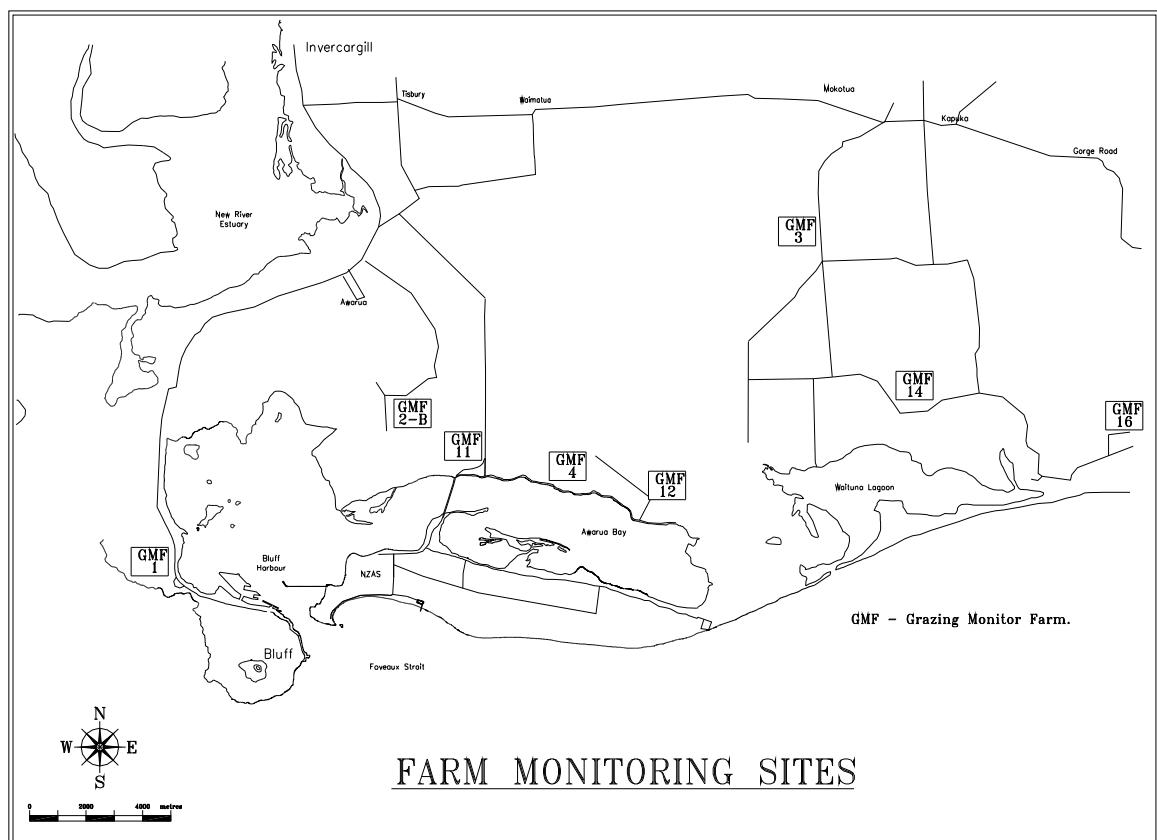 Invercargill
Tisbury
Waimatua
Mokotua
Kapuka
Gorge Road
New River
Estuary
GMF
3
Awarua
GMF
2-B
GMF
14
GMF
16
GMF
11
GMF
4
GMF
12
Waituna Lagoon
Awarua Bay
GMF
1
Bluff
Harbour
NZAS
GMF - Grazing Monitor Farm.
Bluff
Foveaux Strait
N
W E
S
FARM MONITORING SITES
0 2000 4000 metres